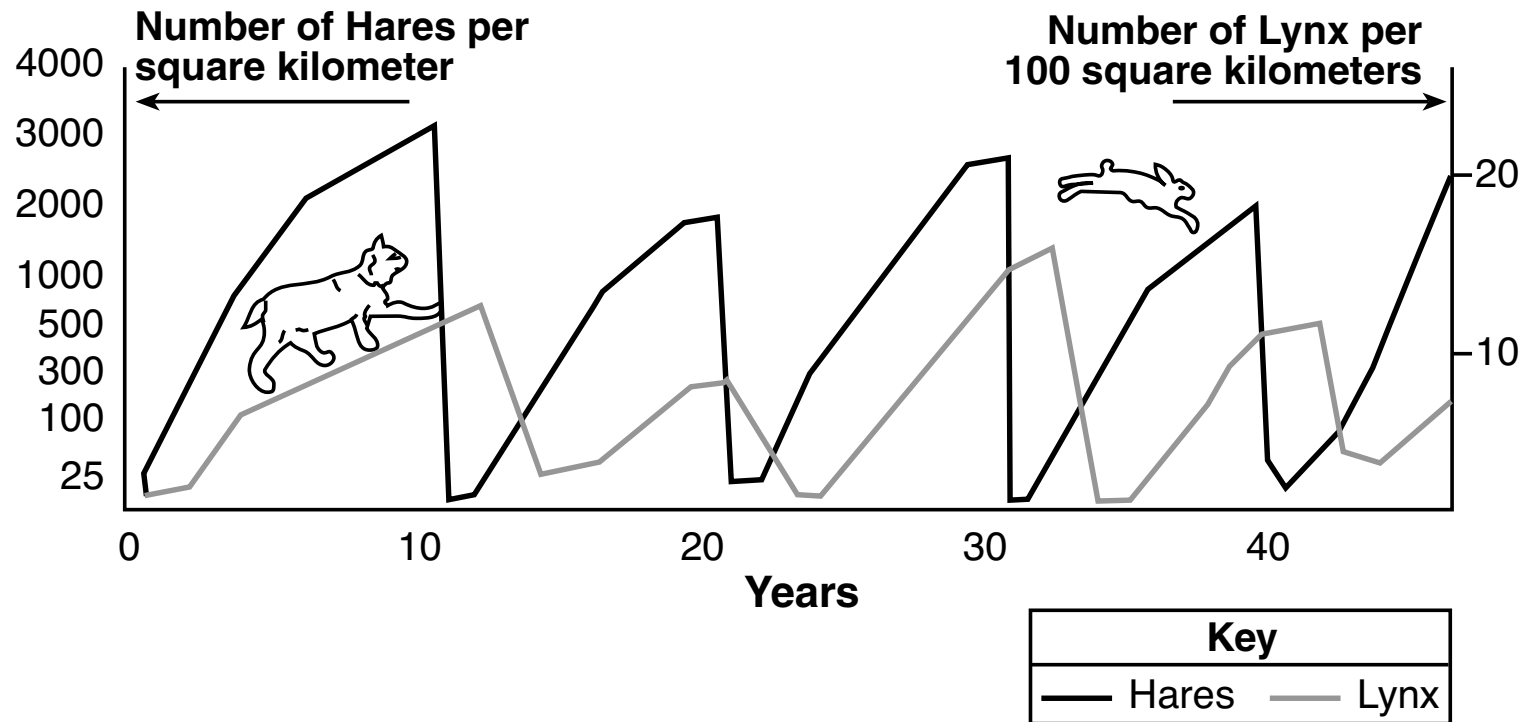 Number of Hares per
square kilometer
Number of Lynx per
100 square kilometers
4000
3000
2000
1000
500
300
100
25
20
10
0 10 20 30 40
Years
Key
Hares Lynx